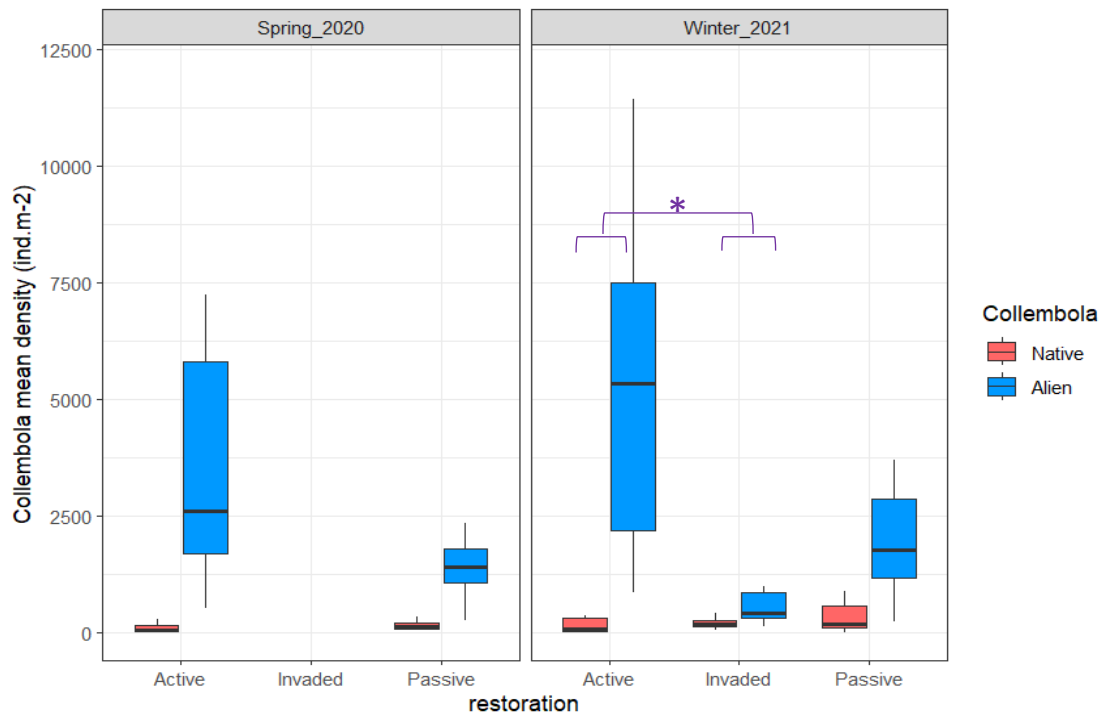 Spring_2020
Winter_2021
12500
10000
7500
5000
2500
0
Collembola mean density (ind.m-2)
*
Active
Invaded
Passive
Active
Invaded
Passive
restoration
Collembola
Native
Alien